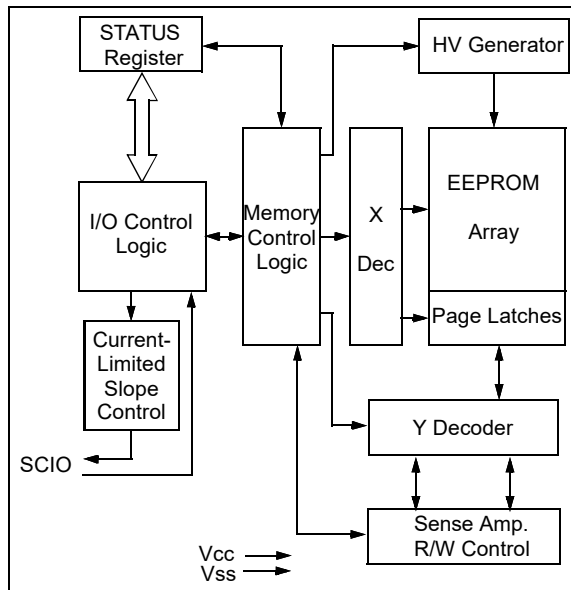 STATUS
Register
HV Generator
I/O Control
Logic
Memory
Control
Logic
X
Dec
EEPROM
Array
Page Latches
Current-
Limited
Slope
Control
SCIO
Y Decoder
Sense Amp.
R/W Control
Vcc
Vss